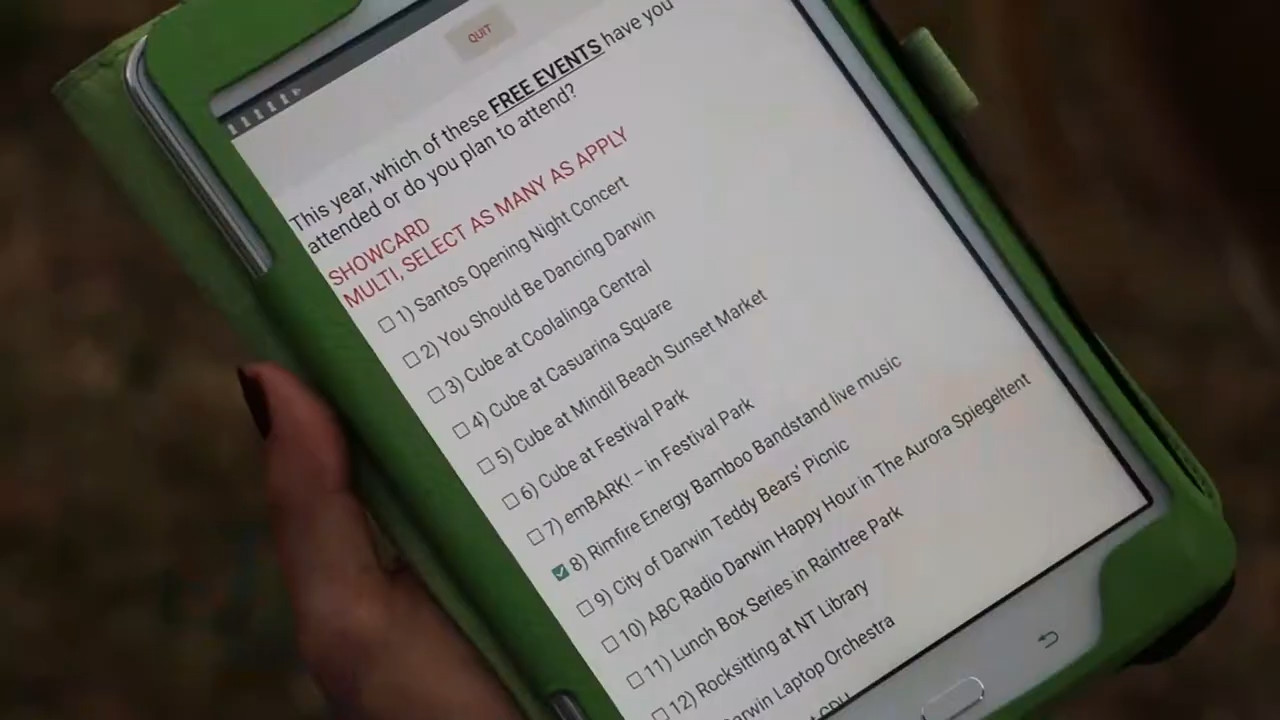 QUIT
This year, which of these FREE EVENTS have you
attended or do you plan to attend?
SHOWCARD
MULTI, SELECT AS MANY AS APPLY
1) Santos Opening Night Concert
2) You Should Be Dancing Darwin
3) Cube at Coolalinga Central
4) Cube at Casuarina Square
5) Cube at Mindil Beach Sunset Market
6) Cube at Festival Park
7) emBARK! – in Festival Park
8) Rimfire Energy Bamboo Bandstand live music
9) City of Darwin Teddy Bears' Picnic
10) ABC Radio Darwin Happy Hour in The Aurora Spiegeltent
11) Lunch Box Series in Raintree Park
12) Rocksitting at NT Library
Darwin Laptop Orchestra